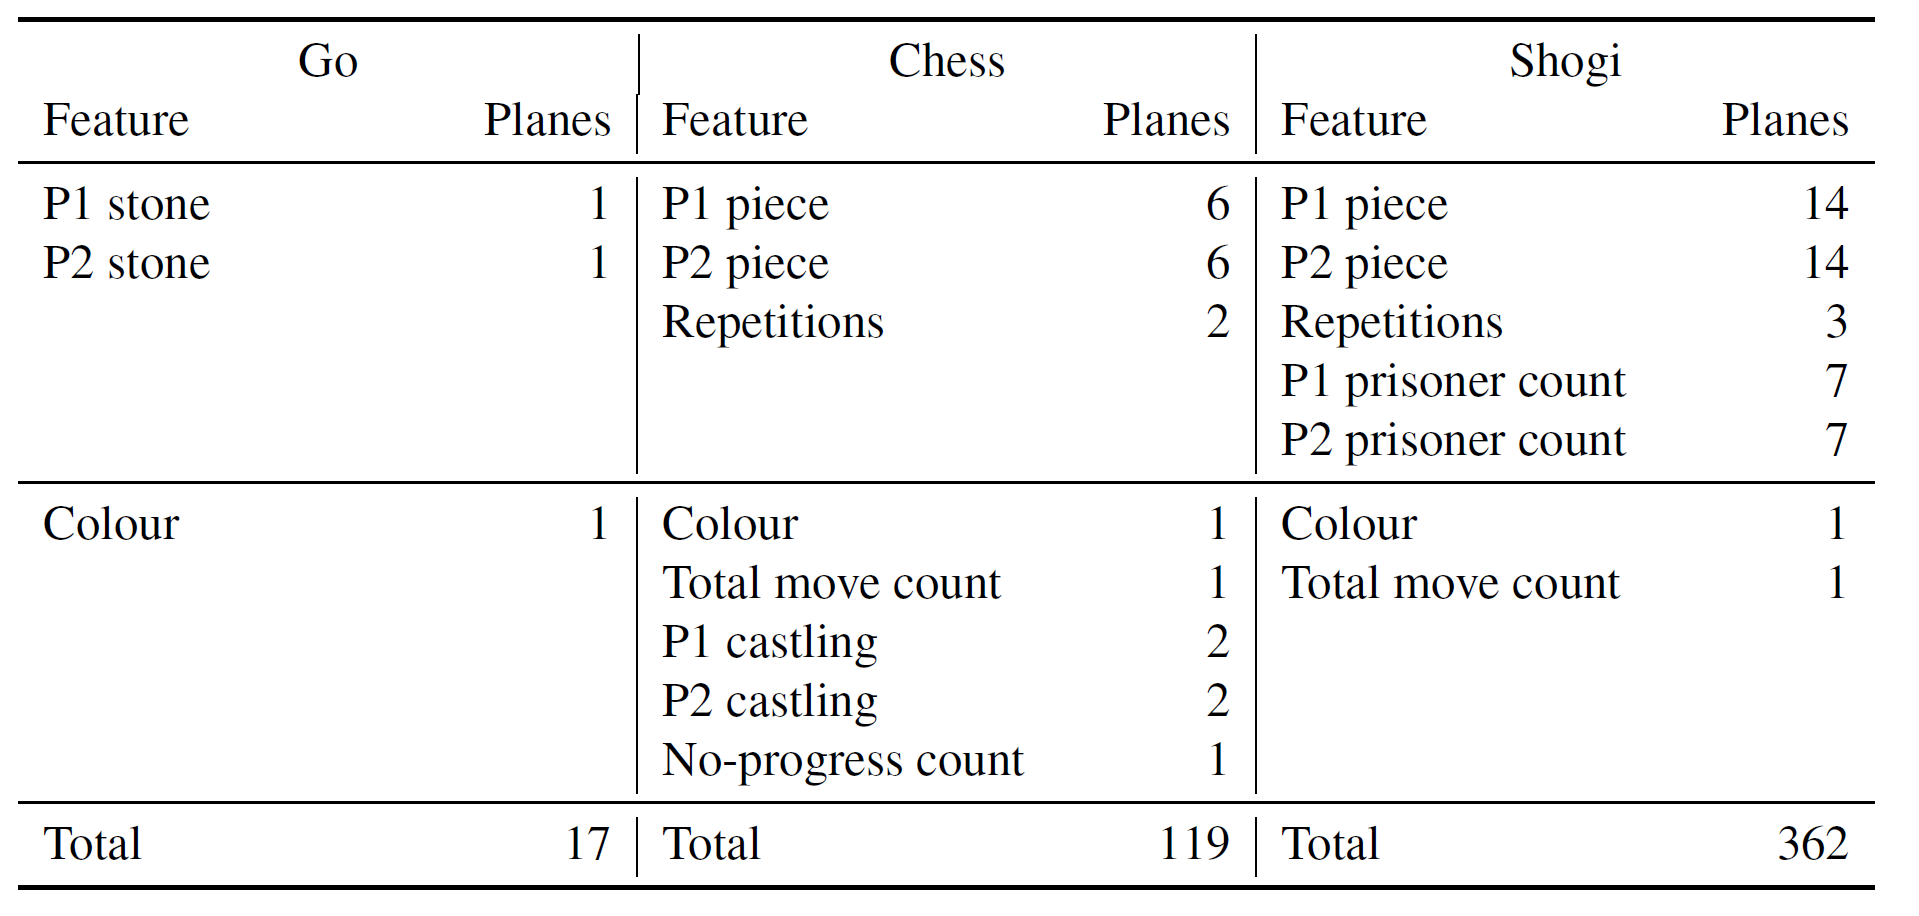 Go Chess Shogi
Feature Planes Feature Planes Feature Planes
P1 stone 1 P1 piece 6 P1 piece 14
P2 stone 1 P2 piece 6 P2 piece 14
Repetitions 2 Repetitions 3
P1 prisoner count 7
P2 prisoner count 7
Colour 1 Colour 1 Colour 1
Total move count 1 Total move count 1
P1 castling 2
P2 castling 2
No-progress count 1
Total 17 Total 119 Total 362